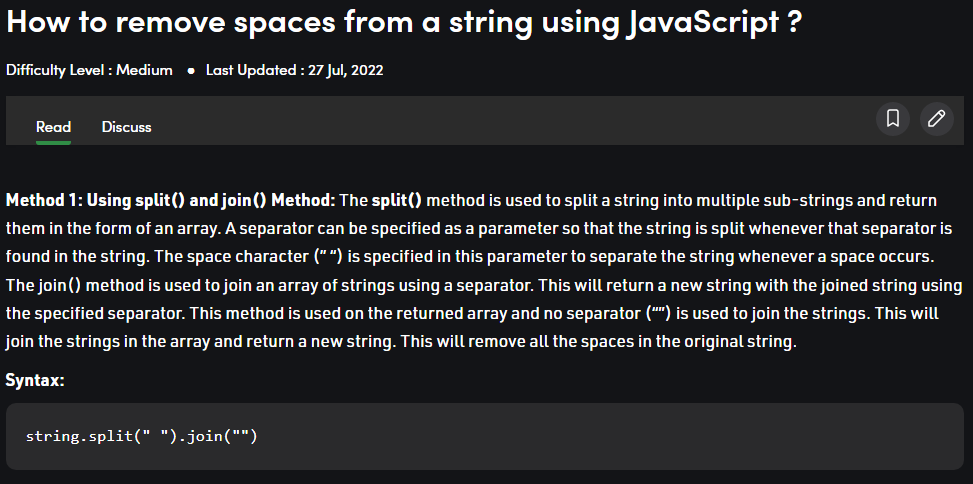 How to remove spaces from a string using JavaScript ?
Difficulty Level : Medium ● Last Updated : 27 Jul, 2022
Read Discuss
Method 1: Using split() and join() Method: The split() method is used to split a string into multiple sub-strings and return
them in the form of an array. A separator can be specified as a parameter so that the string is split whenever that separator is
found in the string. The space character (” “) is specified in this parameter to separate the string whenever a space occurs.
The join() method is used to join an array of strings using a separator. This will return a new string with the joined string using
the specified separator. This method is used on the returned array and no separator (“”) is used to join the strings. This will
join the strings in the array and return a new string. This will remove all the spaces in the original string.
Syntax:
string.split(" ").join("")